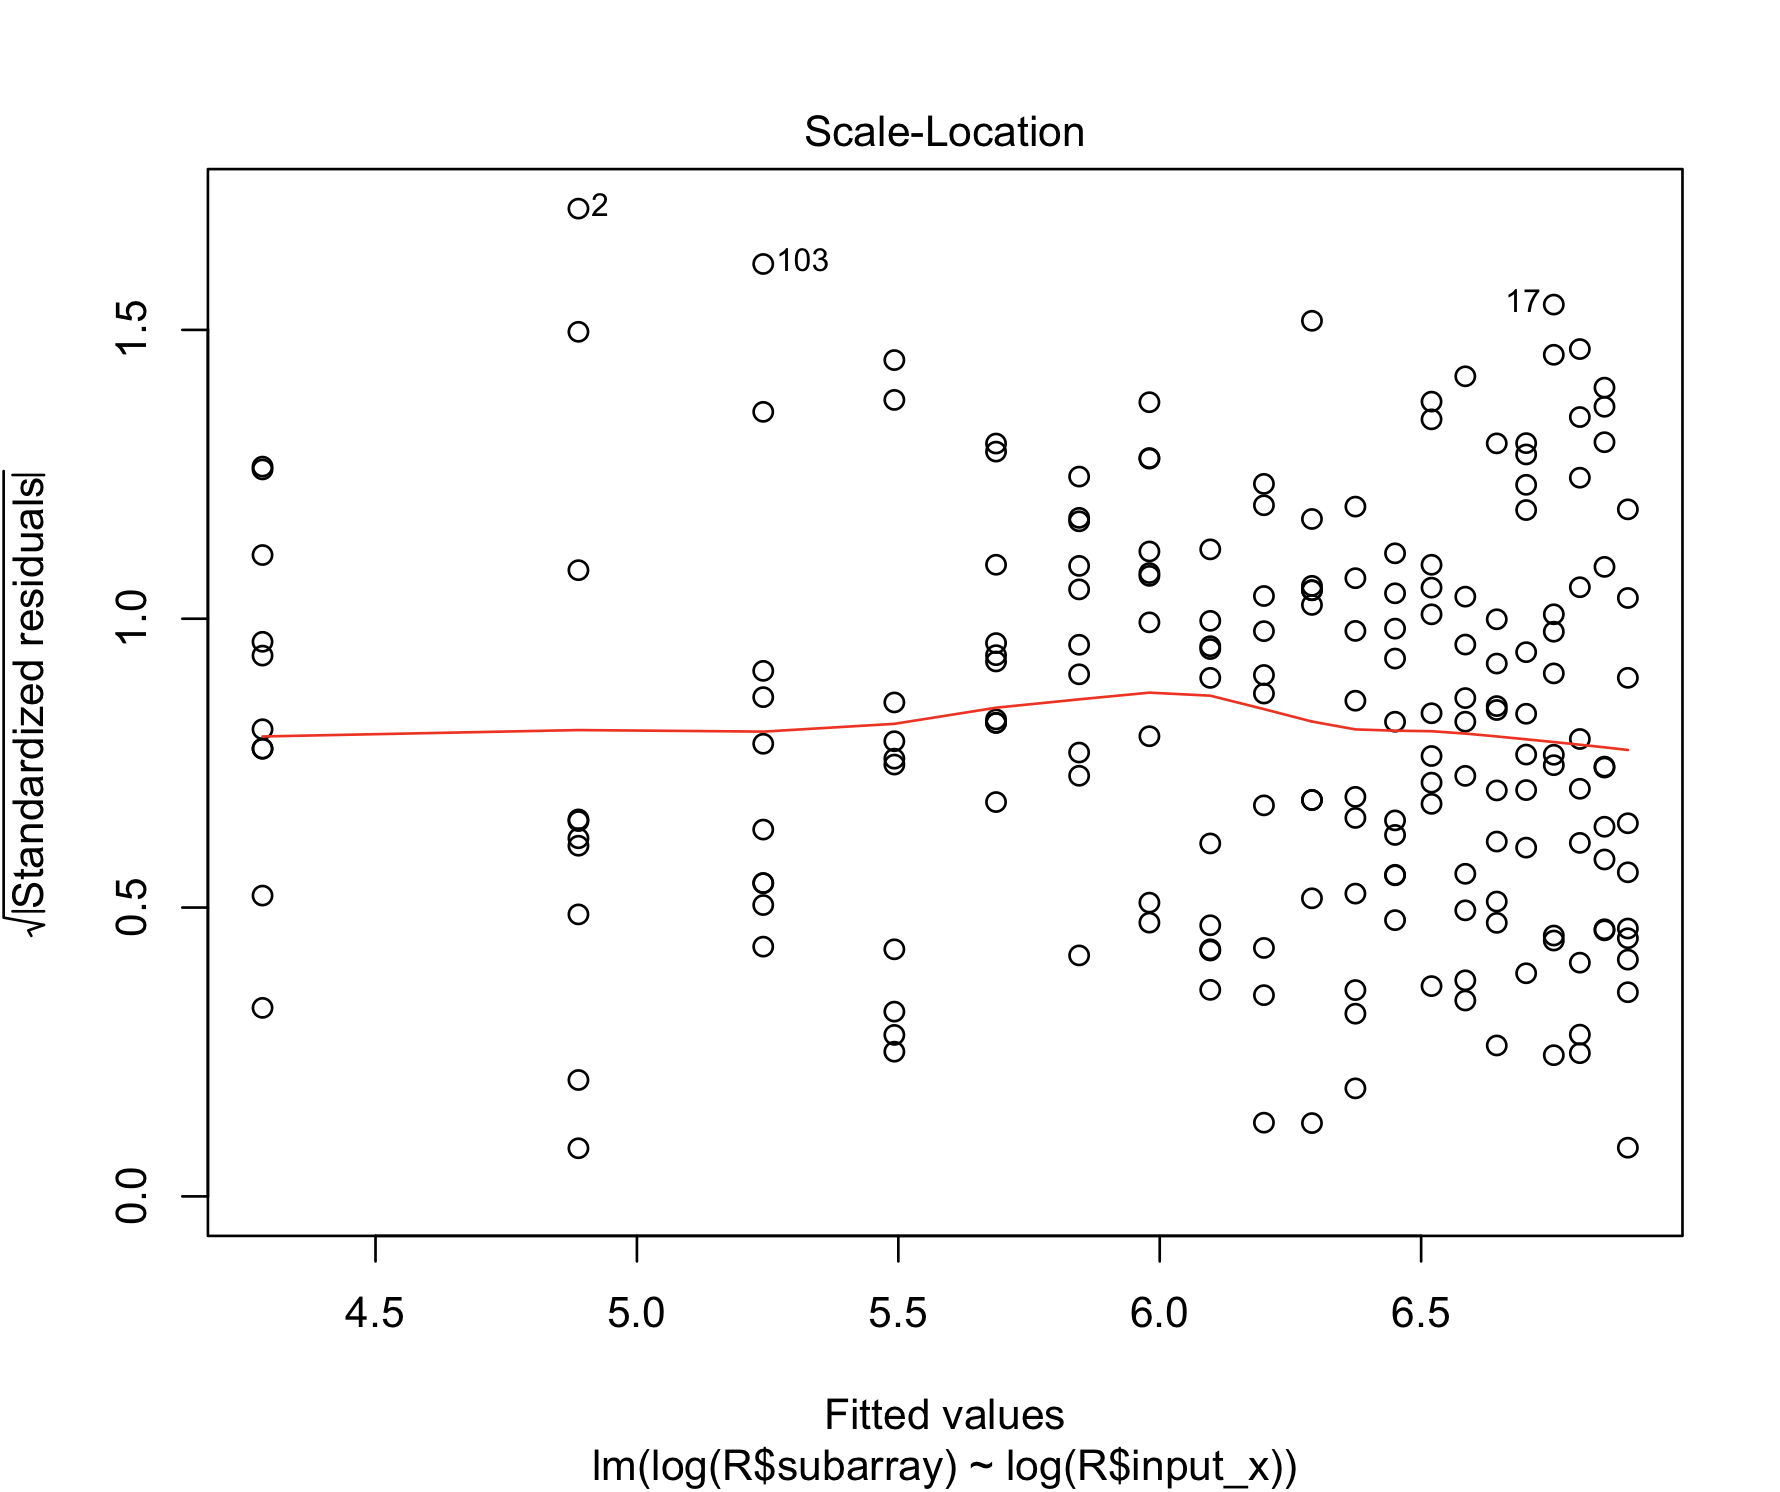 Scale-Location
2
103
17
1.5
1.0
0.5
0.0
√|Standardized residuals|
4.5 5.0 5.5 6.0 6.5
Fitted values
lm(log(R$subarray) ~ log(R$input_x))